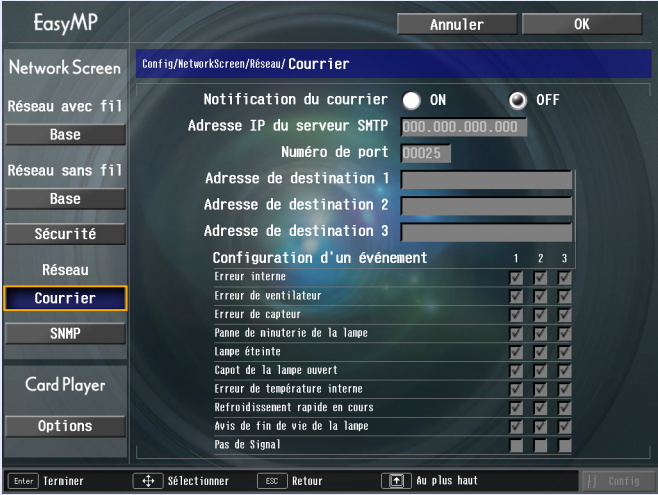 EasyMP
Annuler
OK
Network Screen
Config/NetworkScreen/Réseau/Courrier
Réseau avec fil
Base
Réseau sans fil
Base
Sécurité
Réseau
Courrier
SNMP
Card Player
Options
Notification du courrier ON OFF
Adresse IP du serveur SMTP 000.000.000.000
Numéro de port 00025
Adresse de destination 1
Adresse de destination 2
Adresse de destination 3
Configuration d'un événement 1 2 3
Erreur interne
Erreur de ventilateur
Erreur de capteur
Panne de minuterie de la lampe
Lampe éteinte
Capot de la lampe ouvert
Erreur de température interne
Refroidissement rapide en cours
Avis de fin de vie de la lampe
Pas de Signal
Enter Terminer
Sélectionner
ESC Retour
Au plus haut
Config